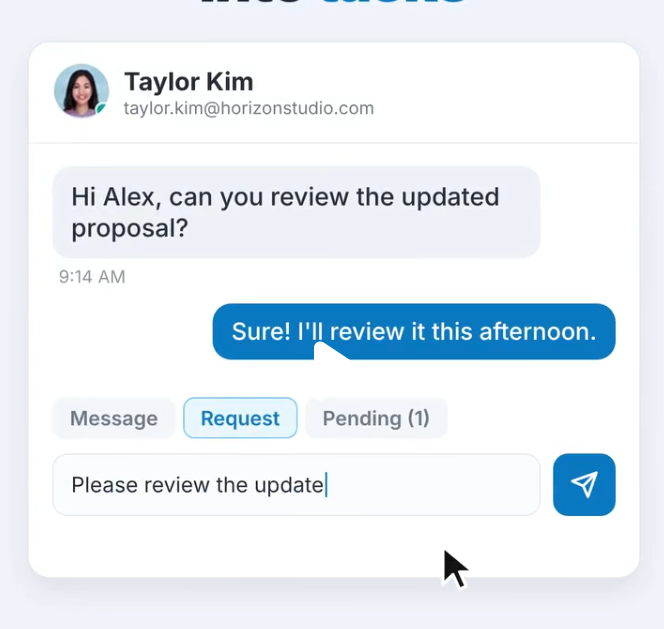 Taylor Kim
taylor.kim@horizonstudio.com
Hi Alex, can you review the updated
proposal?
9:14 AM
Sure! I'll review it this afternoon.
Message Request Pending (1)
Please review the update